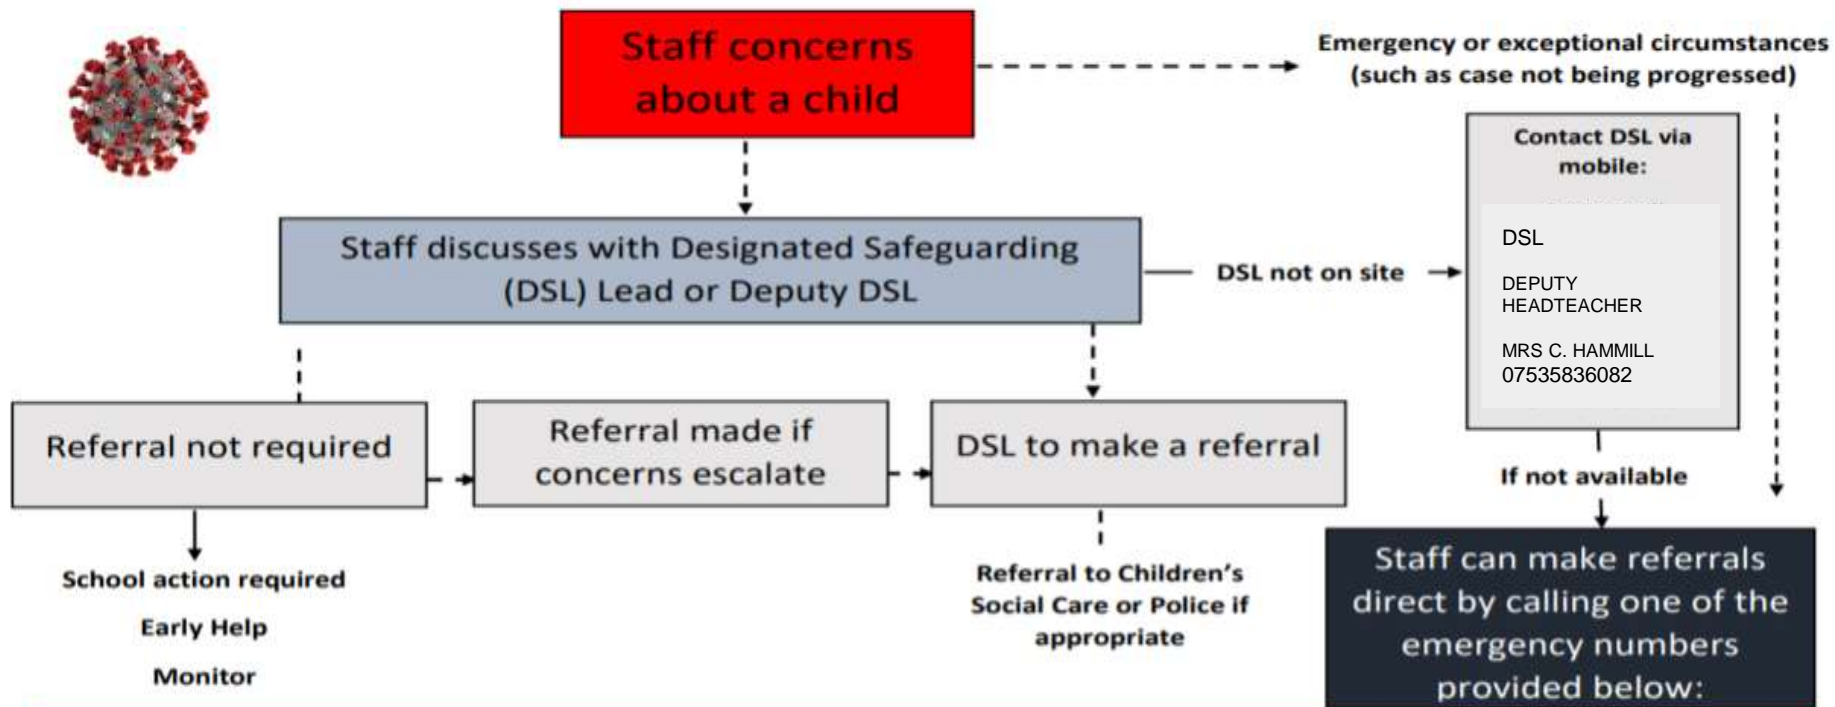 Staff concerns
about a child
Emergency or exceptional circumstances
(such as case not being progressed)
Contact DSL via
mobile:
DSL
DEPUTY
HEADTEACHER
MRS C. HAMMILL
07535836082
Staff discusses with Designated Safeguarding
(DSL) Lead or Deputy DSL
DSL not on site
Referral not required
Referral made if
concerns escalate
DSL to make a referral
If not available
School action required
Early Help
Monitor
Referral to Children's
Social Care or Police if
appropriate
Staff can make referrals
direct by calling one of the
emergency numbers
provided below: